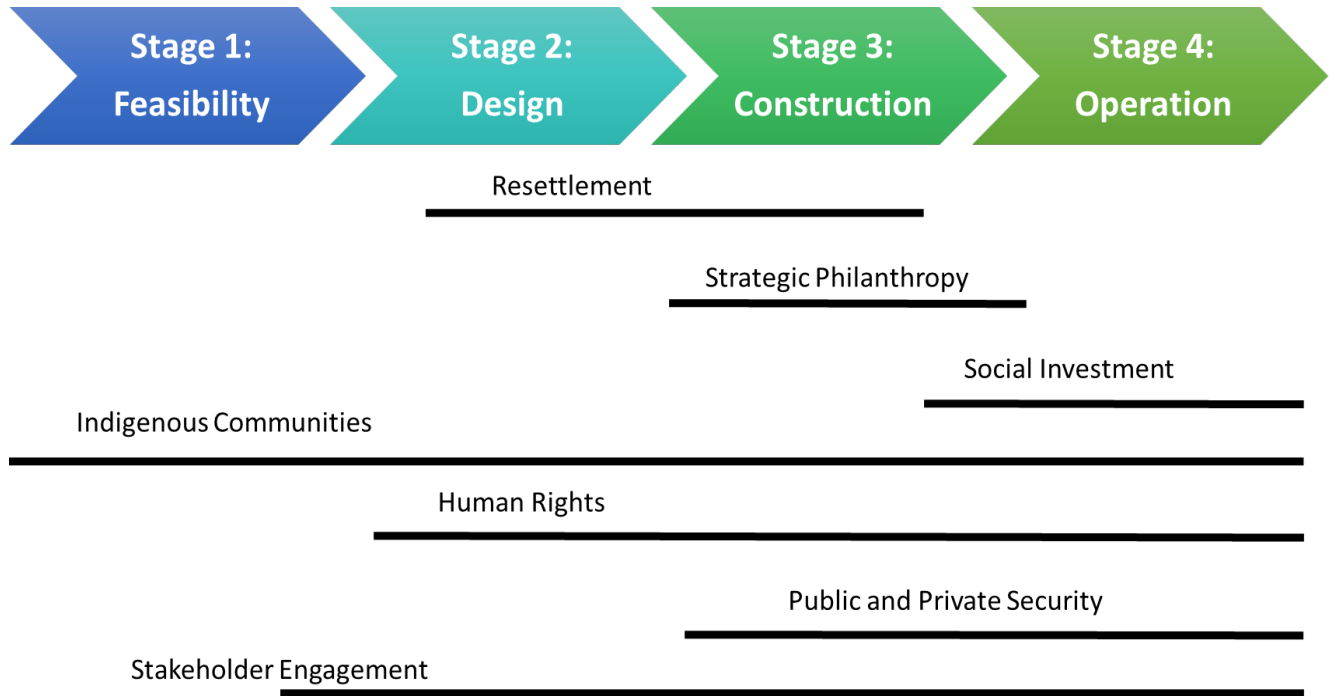 Stage 1:
Feasibility
Stage 2:
Design
Stage 3:
Construction
Stage 4:
Operation
Resettlement
Strategic Philanthropy
Social Investment
Indigenous Communities
Human Rights
Public and Private Security
Stakeholder Engagement